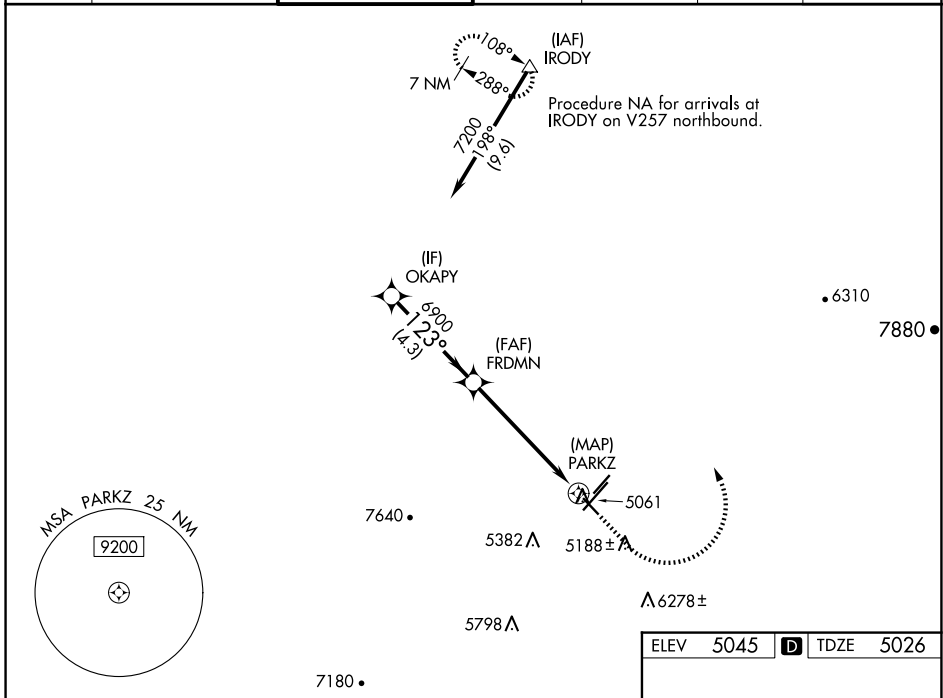 (IAF)
IRODY
108°
288°
7 NM
Procedure NA for arrivals at
IRODY on V257 northbound.
7200
198°
(9.6)
(IF)
OKAPY
6900
123°
(4.3)
6310
7880
(FAF)
FRDMN
(MAP)
PARKZ
5061
MSA PARKZ 25 NM
9200
7640
5382
5188±
6278±
5798
7180
ELEV 5045 D TDZE 5026